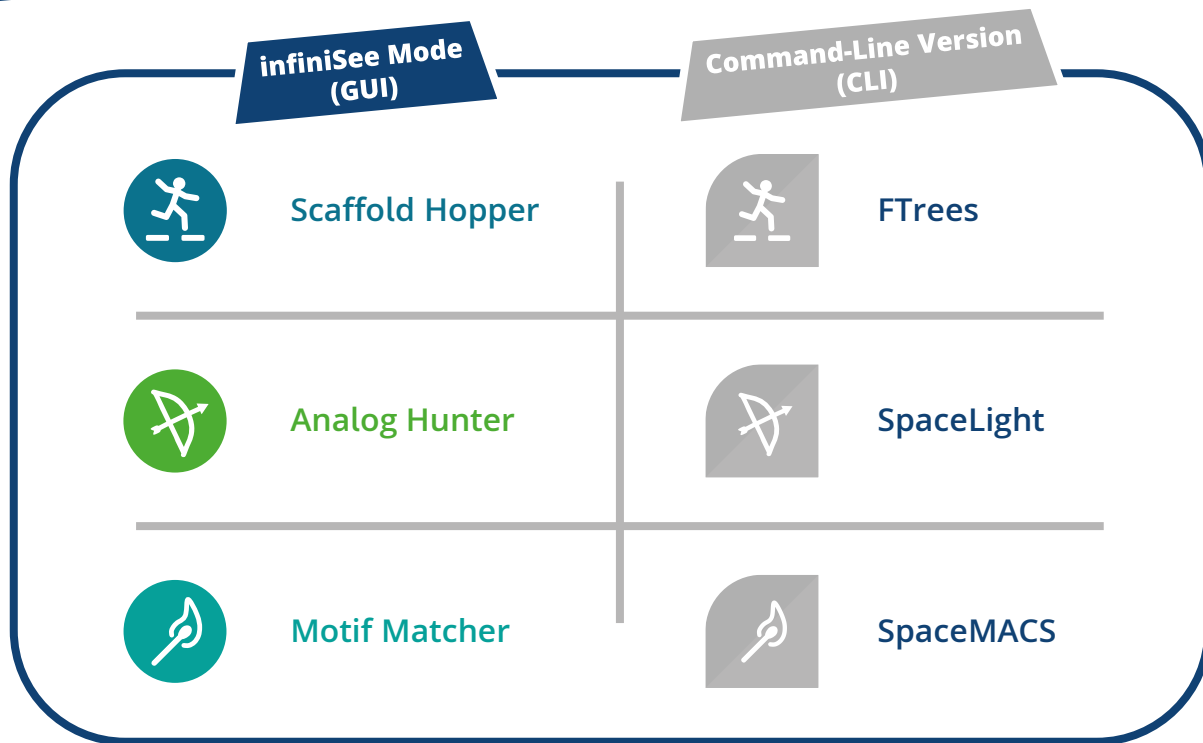 infiniSee Mode
(GUI)
Command-Line Version
(CLI)
Scaffold Hopper
FTrees
Analog Hunter
SpaceLight
Motif Matcher
SpaceMACS